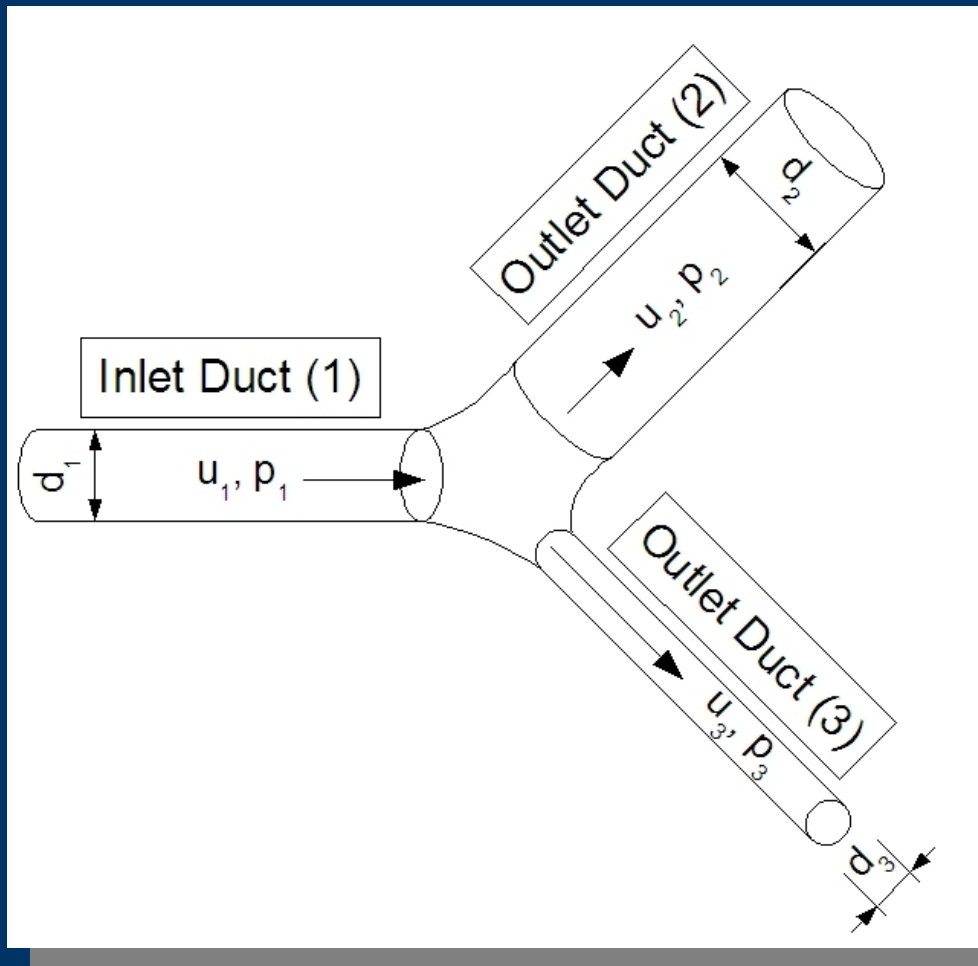 Outlet Duct (2)
d₂
u₂, p₂
Inlet Duct (1)
d₁
u₁, p₁
Outlet Duct (3)
u₃, p₃
d₃